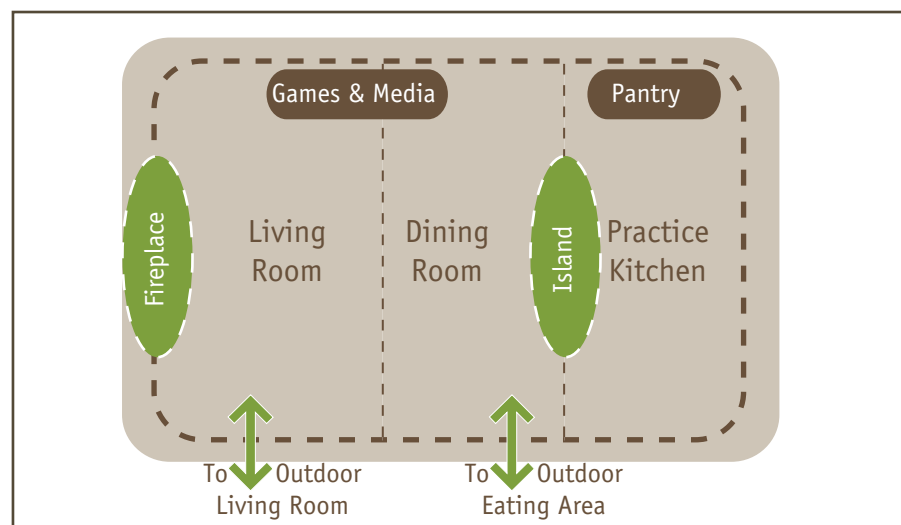 Games & Media
Pantry
Fireplace
Living
Room
Dining
Room
Island
Practice
Kitchen
To Outdoor
Living Room
To Outdoor
Eating Area